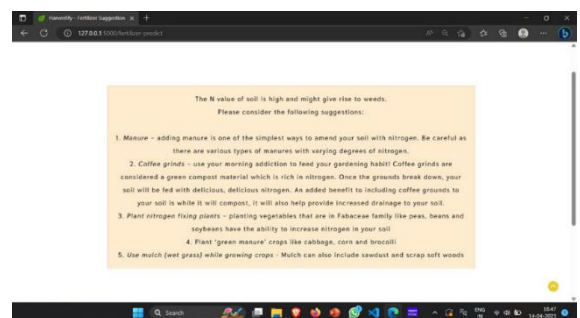 Harvestify - Fertilizer Suggestion
127.0.0.1:5000/fertilizer-predict
The N value of soil is high and might give rise to weeds.
Please consider the following suggestions:
1. Manure – adding manure is one of the simplest ways to amend your soil with nitrogen. Be careful as
there are various types of manures with varying degrees of nitrogen.
2. Coffee grinds – use your morning addiction to feed your gardening habit! Coffee grinds are
considered a green compost material which is rich in nitrogen. Once the grounds break down, your
soil will be fed with delicious, delicious nitrogen. An added benefit to including coffee grounds to
your soil is while it will compost, it will also help provide increased drainage to your soil.
3. Plant nitrogen fixing plants – planting vegetables that are in Fabaceae family like peas, beans and
soybeans have the ability to increase nitrogen in your soil
4. Plant 'green manure' crops like cabbage, corn and brocolli
5. Use mulch (wet grass) while growing crops - Mulch can also include sawdust and scrap soft woods
Search
ENG
IN
14-04-2023